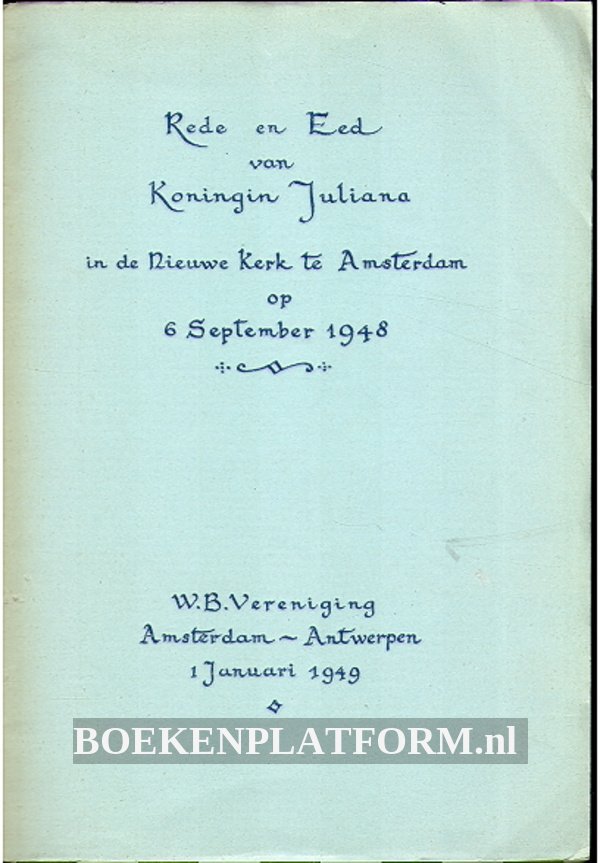 Rede en Eed
van
Koningin Juliana
in de Nieuwe Kerk te Amsterdam
op
6 September 1948
W.B.Vereniging
Amsterdam ~ Antwerpen
1 Januari 1949
BOEKENPLATFORM.nl